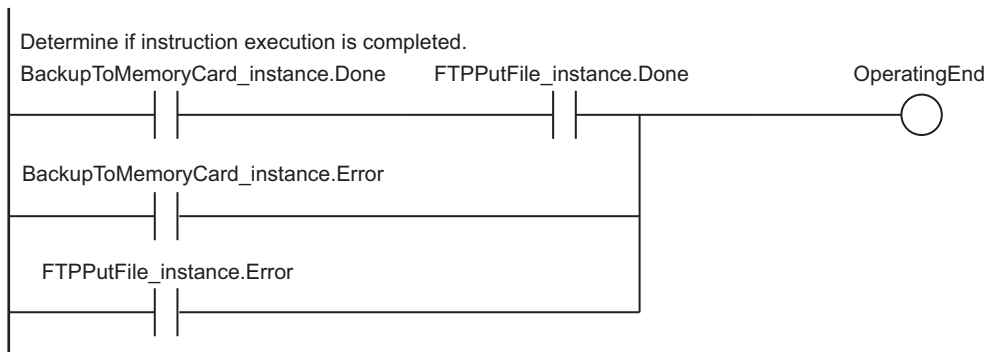 Determine if instruction execution is completed.
BackupToMemoryCard_instance.Done FTPPutFile_instance.Done OperatingEnd
BackupToMemoryCard_instance.Error
FTPPutFile_instance.Error